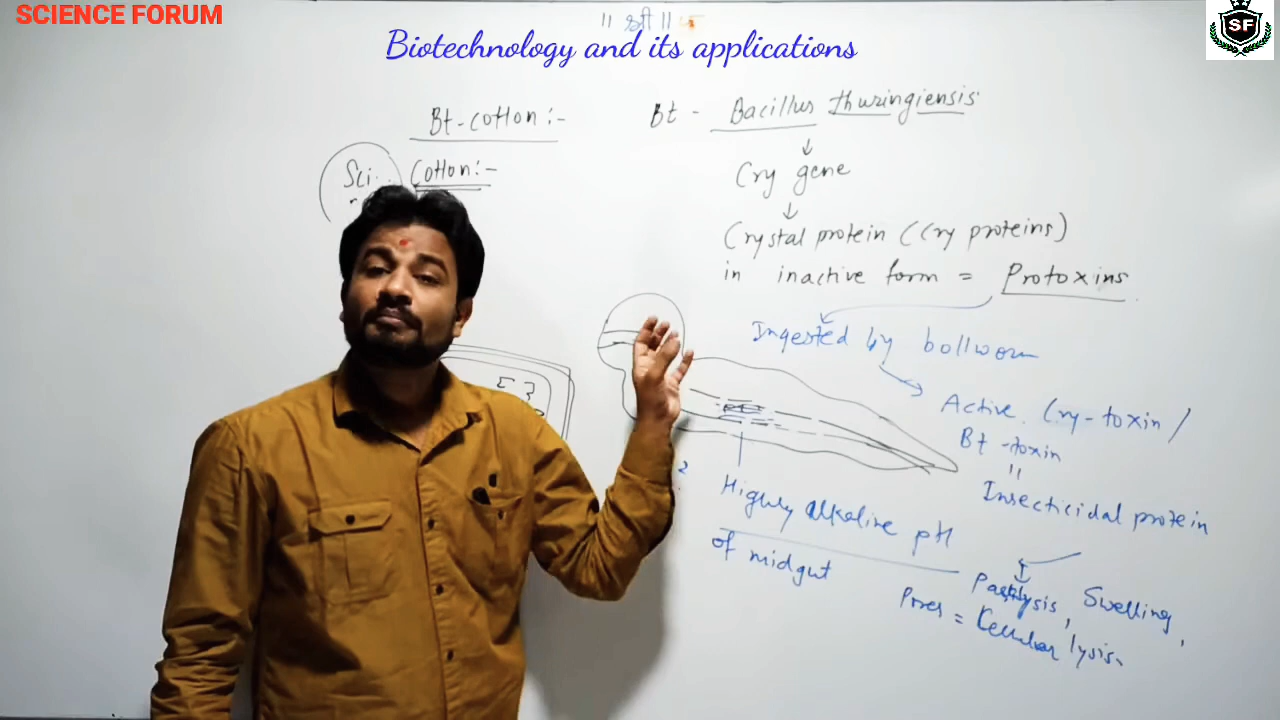 SCIENCE FORUM
SF
॥ श्री ॥
Biotechnology and its applications
Bt-cotton :-
Sci.
Cotton :-
Bt - Bacillus thuringiensis
Cry gene
Crystal protein (Cry proteins)
in inactive form = Protoxins
Ingested by bollworm
Active Cry-toxin /
Bt-toxin
"
Insecticidal protein
Highly alkaline pH
of midgut
Swelling,
Pores = Cellular lysis.